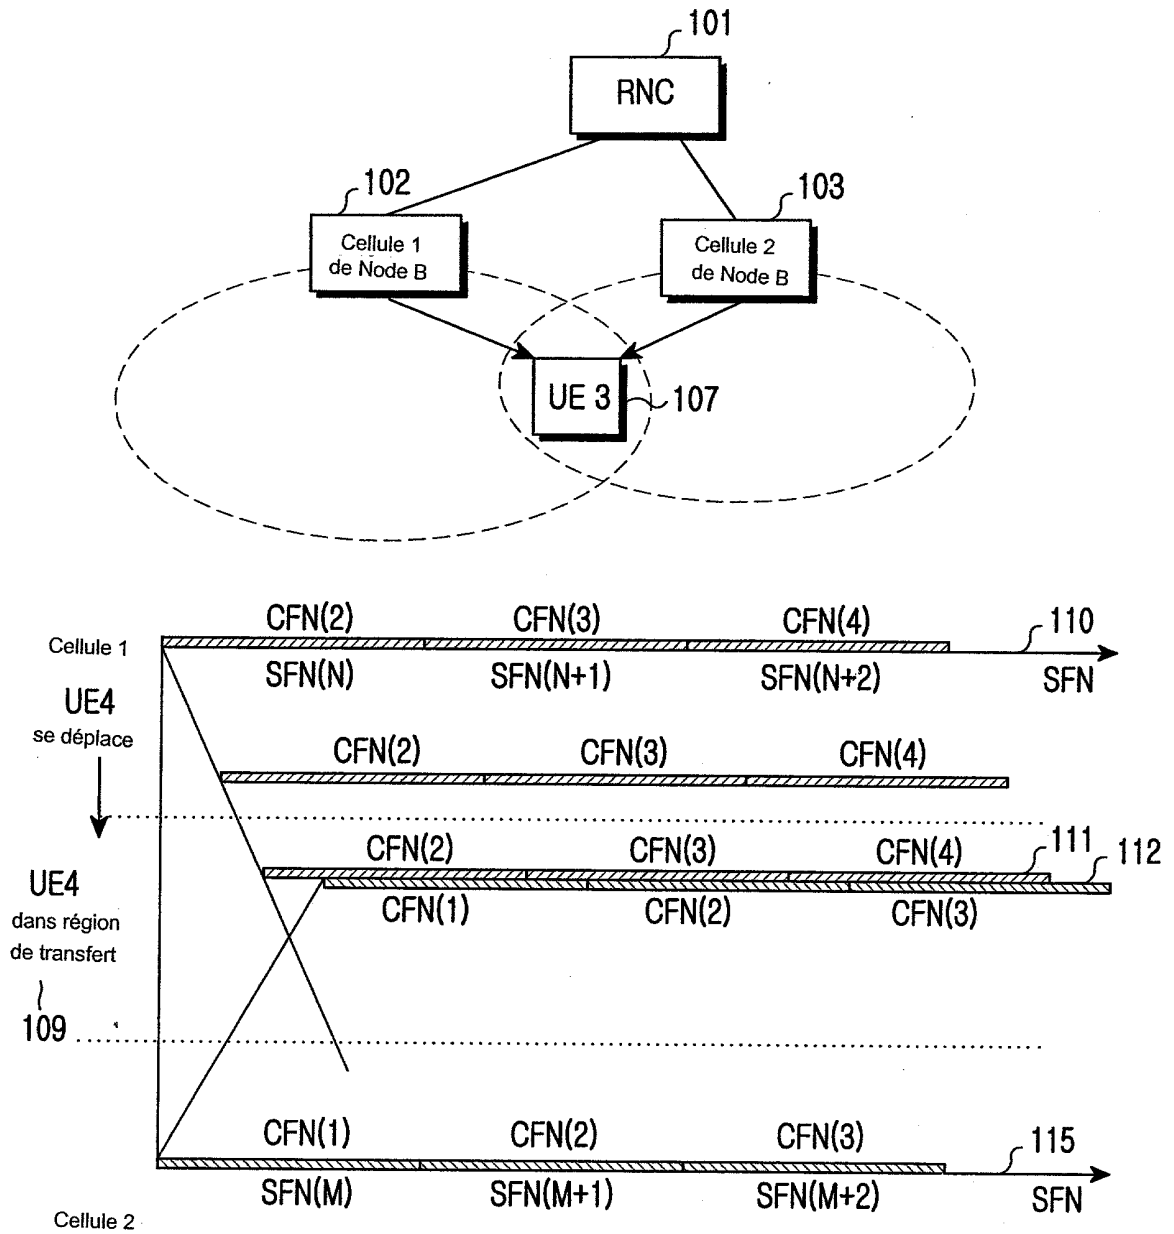 101
RNC
102
103
Cellule 1
de Node B
Cellule 2
de Node B
UE 3
107
CFN(2) CFN(3) CFN(4)
110
Cellule 1
SFN(N) SFN(N+1) SFN(N+2) SFN
UE4
se déplace
CFN(2) CFN(3) CFN(4)
CFN(2) CFN(3) CFN(4)
111
112
UE4
dans région
de transfert
CFN(1) CFN(2) CFN(3)
109
CFN(1) CFN(2) CFN(3)
115
SFN(M) SFN(M+1) SFN(M+2) SFN
Cellule 2